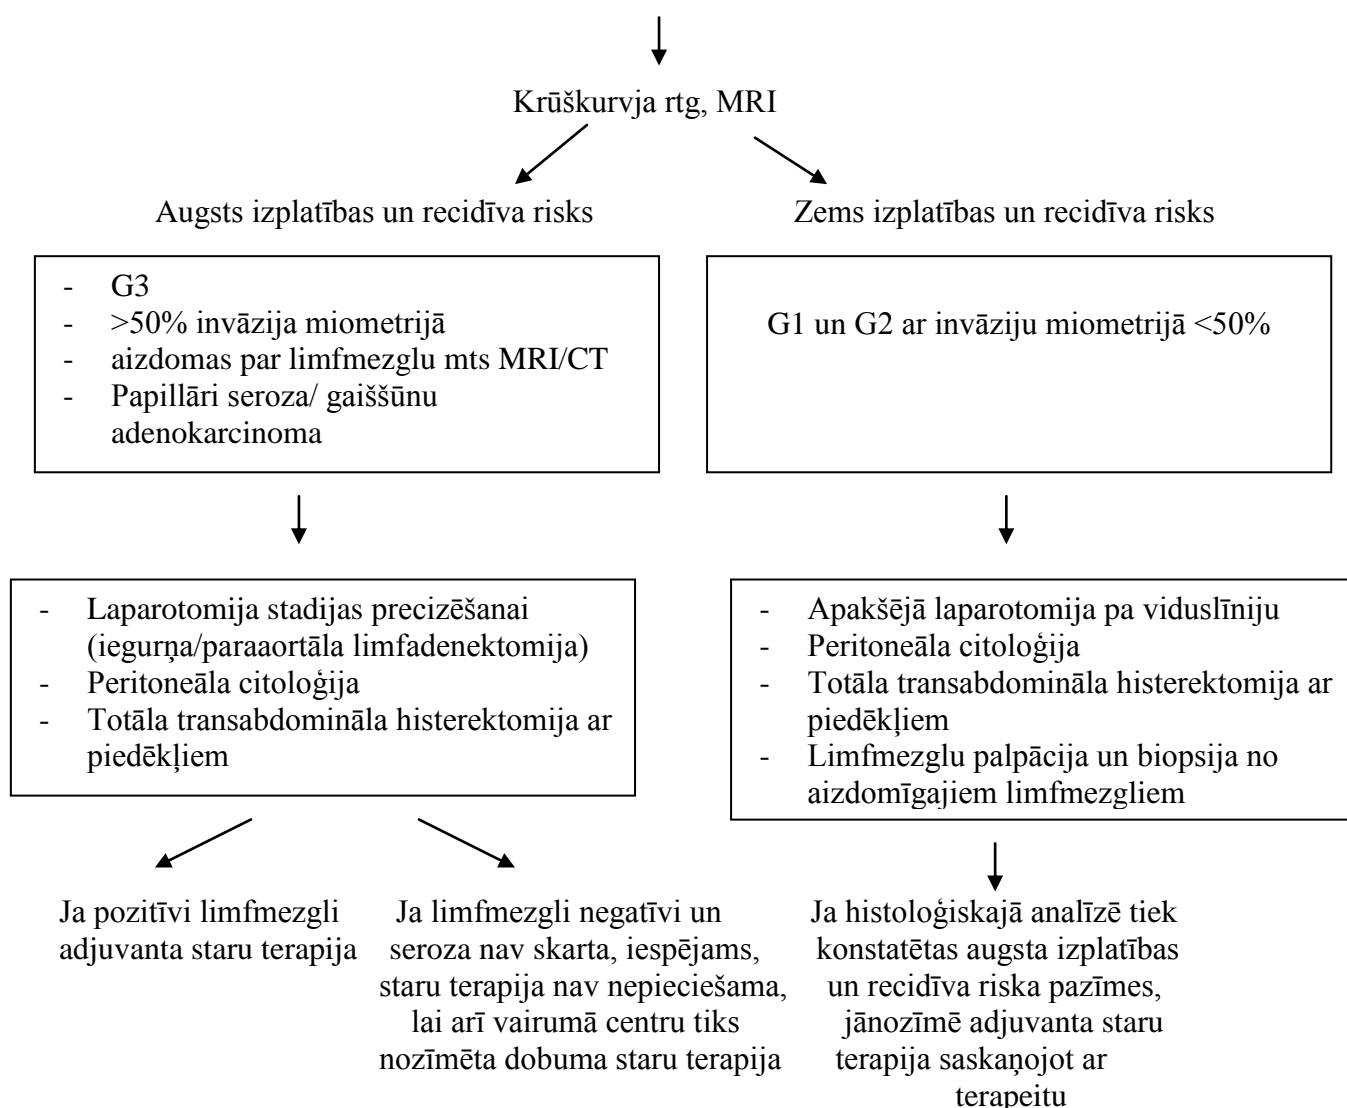 Krūškurvja rtg, MRI
Augsts izplatības un recidīva risks
Zems izplatības un recidīva risks
- G3
- >50% invāzija miometrijā
- aizdomas par limfmezglu mts MRI/CT
- Papillāri seroza/ gaiššūnu
adenokarcinoma
G1 un G2 ar invāziju miometrijā <50%
- Laparotomija stadijas precizēšanai
(iegurņa/paraaortāla limfadenektomija)
- Peritoneāla citoloģija
- Totāla transabdomināla histerektomija ar
piedēkļiem
- Apakšējā laparotomija pa viduslīniju
- Peritoneāla citoloģija
- Totāla transabdomināla histerektomija ar
piedēkļiem
- Limfmezglu palpācija un biopsija no
aizdomīgajiem limfmezgliem
Ja pozitīvi limfmezgli
adjuvanta staru terapija
Ja limfmezgli negatīvi un
seroza nav skarta, iespējams,
staru terapija nav nepieciešama,
lai arī vairumā centru tiks
nozīmēta dobuma staru terapija
Ja histoloģiskajā analīzē tiek
konstatētas augsta izplatības
un recidīva riska pazīmes,
jānozīmē adjuvanta staru
terapija saskaņojot ar
terapeitu